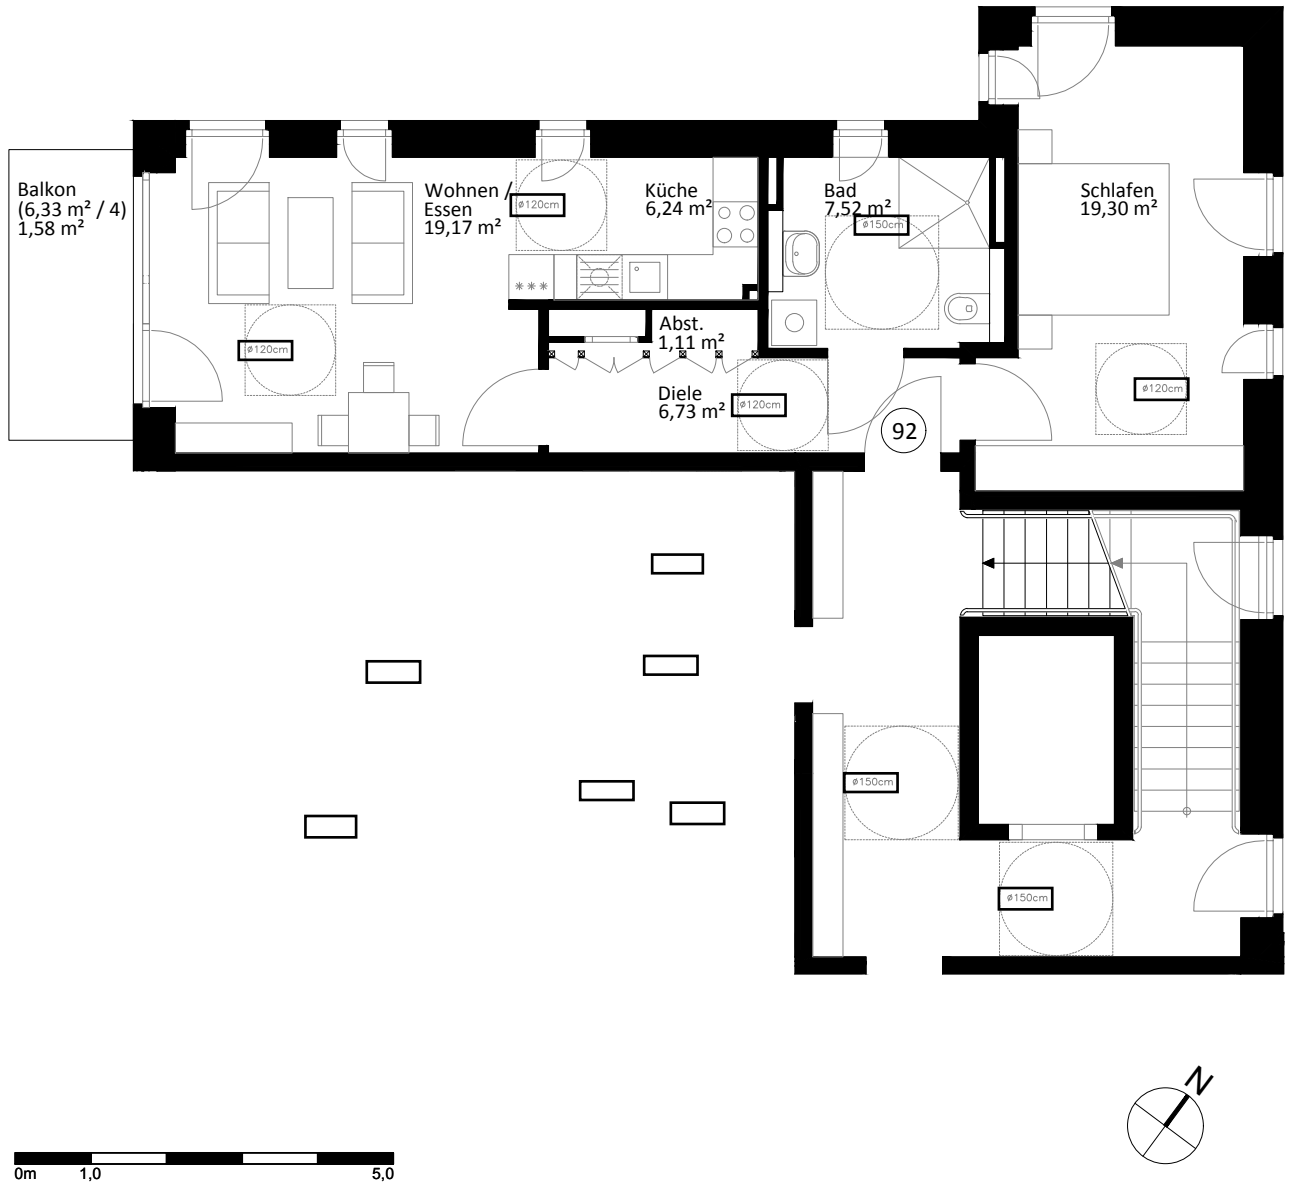 Balkon
(6,33 m² / 4)
1,58 m²
Wohnen /
Essen
19,17 m²
ø120cm
Küche
6,24 m²
Bad
7,52 m²
ø150cm
Schlafen
19,30 m²
ø120cm
Abst.
1,11 m²
Diele
6,73 m²
ø120cm
ø120cm
92
ø150cm
ø150cm
N
0m 1,0 5,0